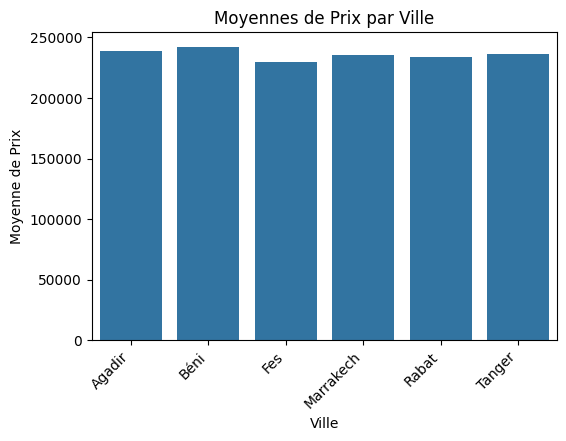 Moyennes de Prix par Ville
Moyenne de Prix
250000
200000
150000
100000
50000
0
Agadir
Béni
Fes
Marrakech
Rabat
Tanger
Ville